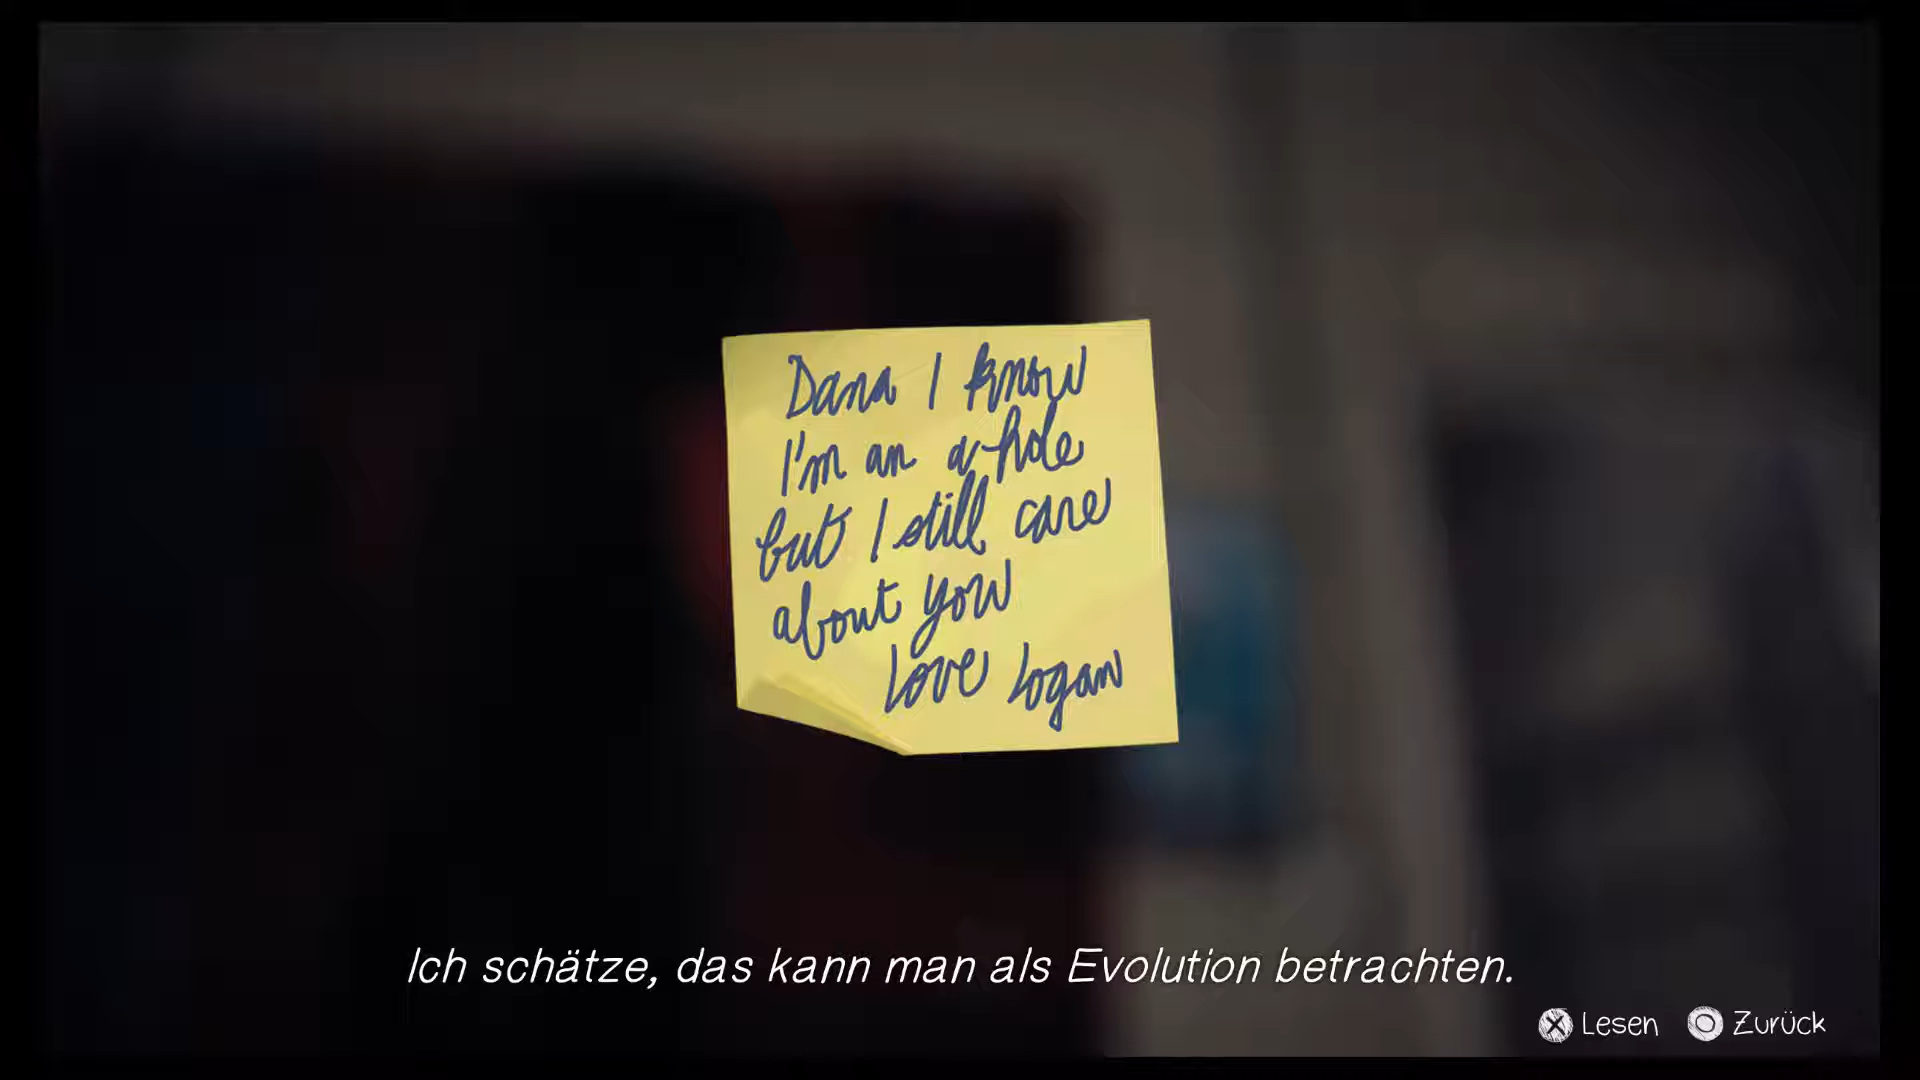 Dana I know
I'm an a-hole
but I still care
about you
Love Logan
Ich schätze, das kann man als Evolution betrachten.
Lesen Zurück